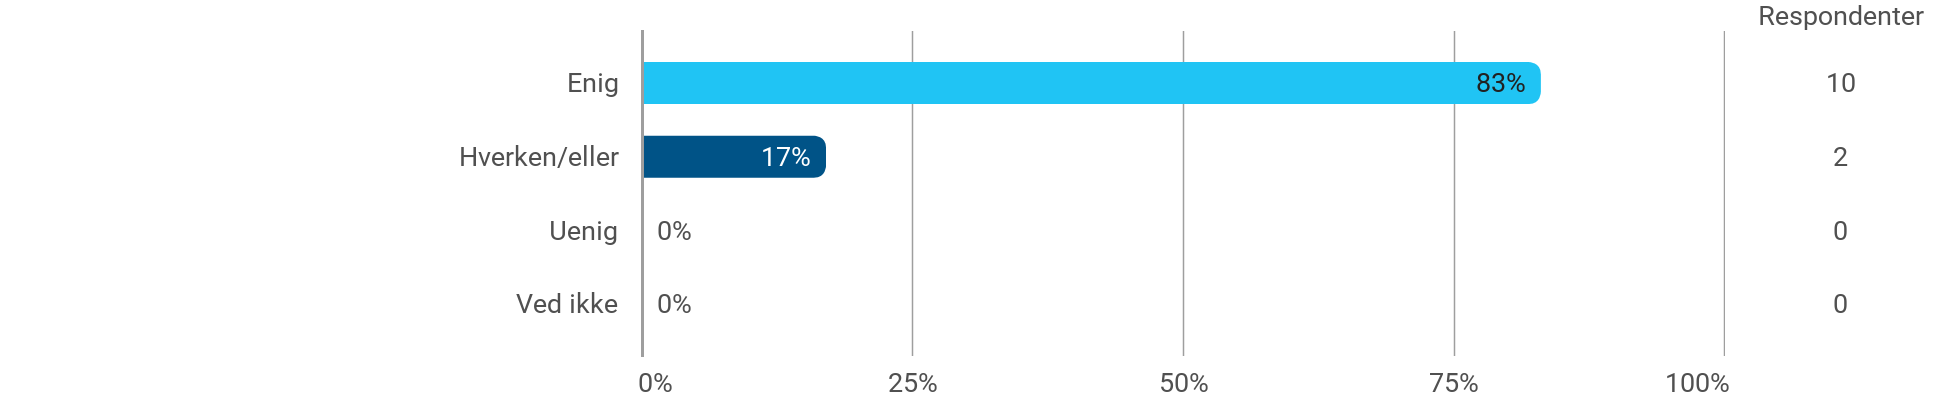 Respondenter
Enig 83% 10
Hverken/eller 17% 2
Uenig 0% 0
Ved ikke 0% 0
0% 25% 50% 75% 100%